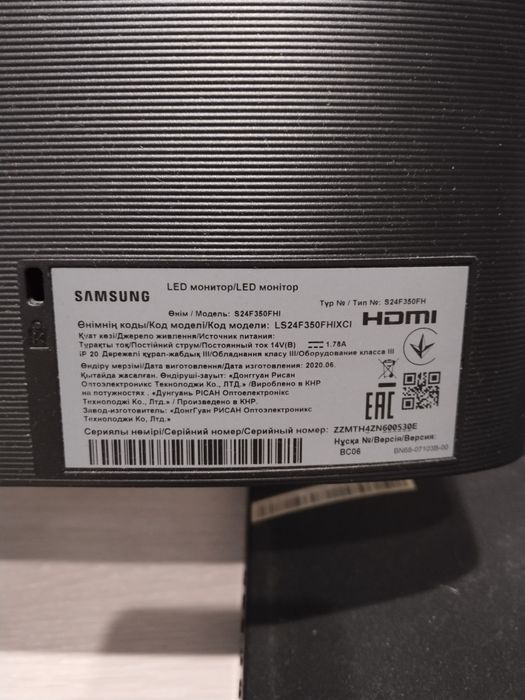 SAMSUNG
LED монитор/LED монітор
Өнім / Модель: S24F350FHI
Түр № / Тип №: S24F350FH
Өнімнің коды/Код моделі/Код модели: LS24F350FHIXCI
HDMI
Қуат көзі/Джерело живлення/Источник питания:
Тұрақты ток/Постійний струм/Постоянный ток 14V(В) 1.78A
IP 20 Дәрежелі құрал-жабдық III/Обладнання класу III/Оборудование класса III
Өндіру мерзімі/Дата виготовлення/Дата изготовления: 2020.06.
Қытайда жасалған. Өндіруші-зауыт: «Донггуан Рисан
Оптоэлектроникс Текнолоджи Ко., ЛТД.» /Вироблено в КНР
на потужностях . «Дунгуань РІСАН Оптоелектронікс
Технолоджі Ко., Лтд.» / Произведено в КНР.
Завод-изготовитель: «ДонгГуан РИСАН Оптоэлектроникс
Технолоджи Ко., Лтд.»
EAC
Сериялы нөмірі/Серійний номер/Серийный номер: ZZMTH4ZN600530E
Нұсқа №/Версія/Версия:
BC06
BN68-07103B-00